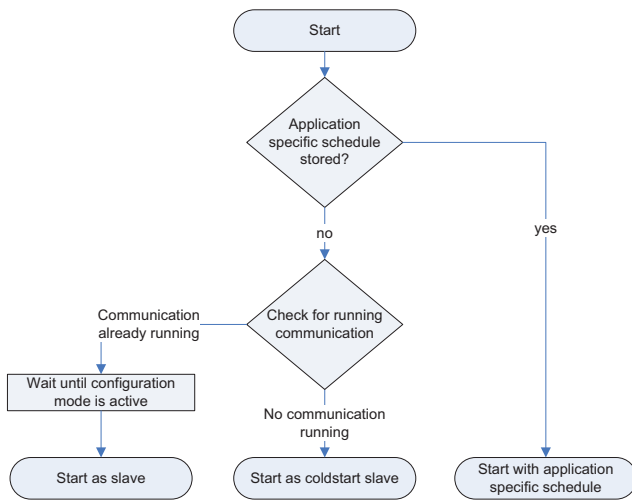 Start
Application
specific schedule
stored?
no
yes
Check for running
communication
Communication
already running
Wait until configuration
mode is active
No communication
running
Start as slave
Start as coldstart slave
Start with application
specific schedule